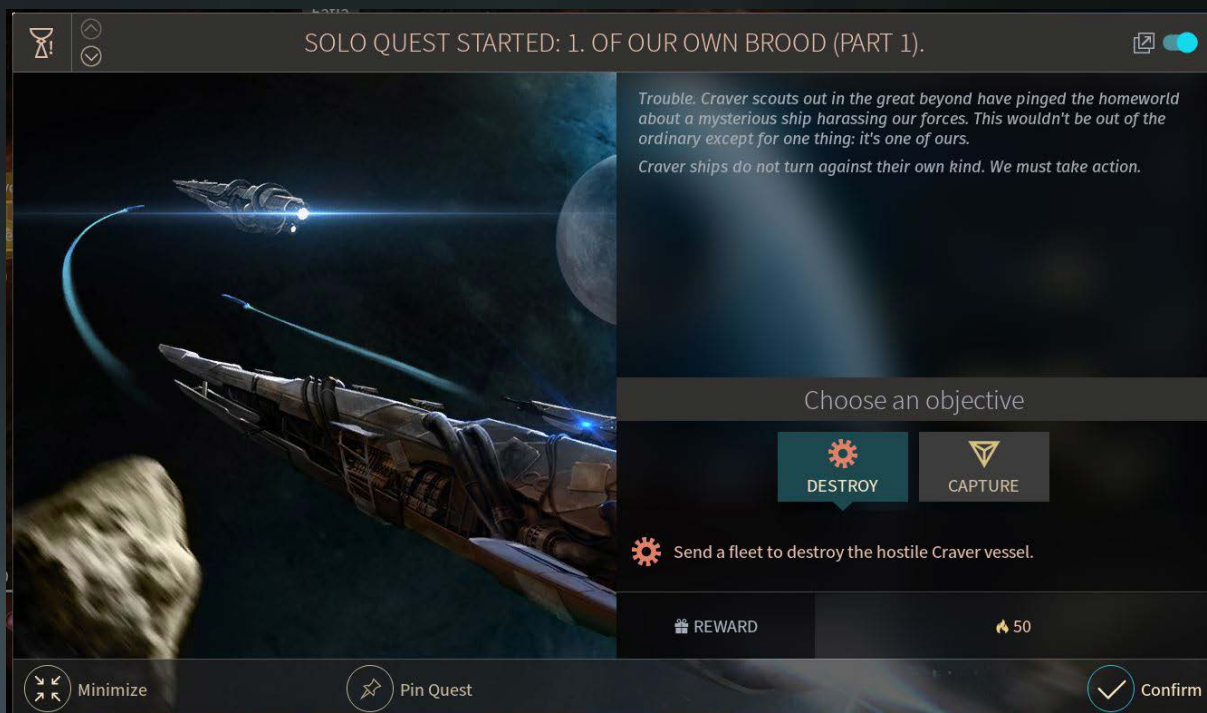 SOLO QUEST STARTED: 1. OF OUR OWN BROOD (PART 1).
Trouble. Craver scouts out in the great beyond have pinged the homeworld
about a mysterious ship harassing our forces. This wouldn't be out of the
ordinary except for one thing: it's one of ours.
Craver ships do not turn against their own kind. We must take action.
Choose an objective
DESTROY
CAPTURE
Send a fleet to destroy the hostile Craver vessel.
REWARD
50
Minimize
Pin Quest
Confirm